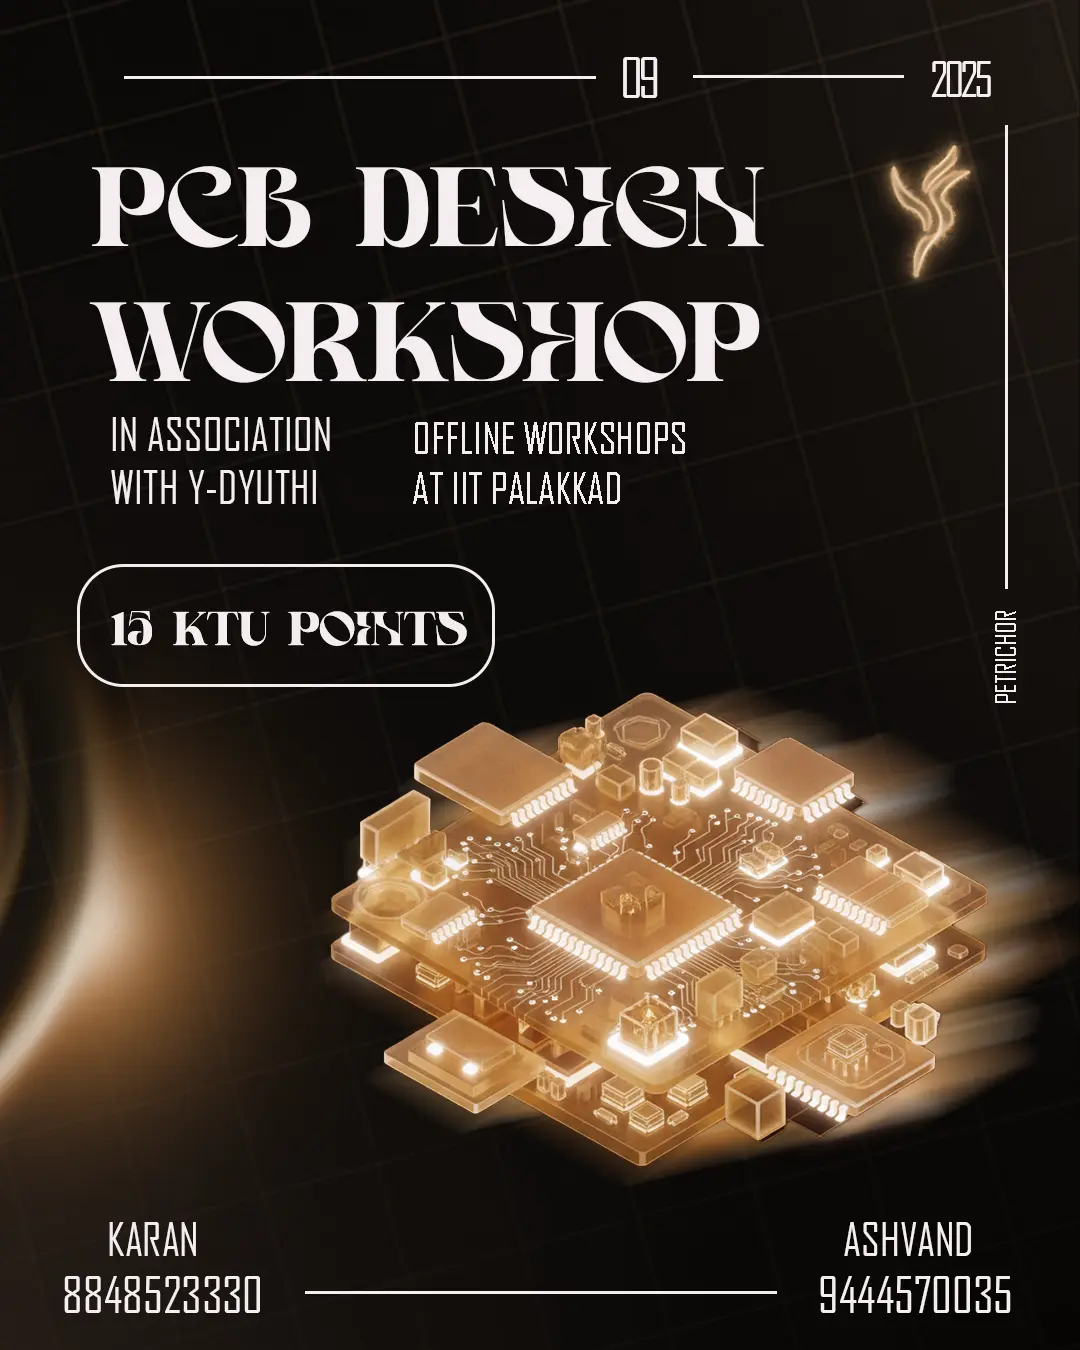 09
2025
PCB DESIGN
WORKSHOP
IN ASSOCIATION
WITH Y-DYUTHI
OFFLINE WORKSHOPS
AT IIT PALAKKAD
15 KTU POINTS
PETRICHOR
KARAN
8848523330
ASHVAND
9444570035